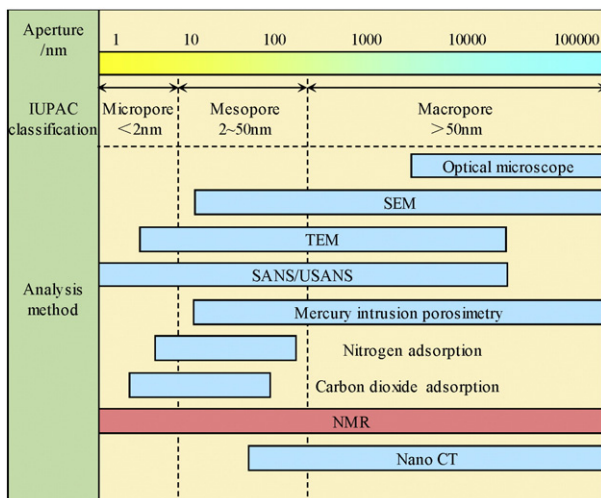 Aperture
/nm
1 10 100 1000 10000 100000
IUPAC
classification
Micropore
<2nm
Mesopore
2~50nm
Macropore
>50nm
Analysis
method
Optical microscope
SEM
TEM
SANS/USANS
Mercury intrusion porosimetry
Nitrogen adsorption
Carbon dioxide adsorption
NMR
Nano CT